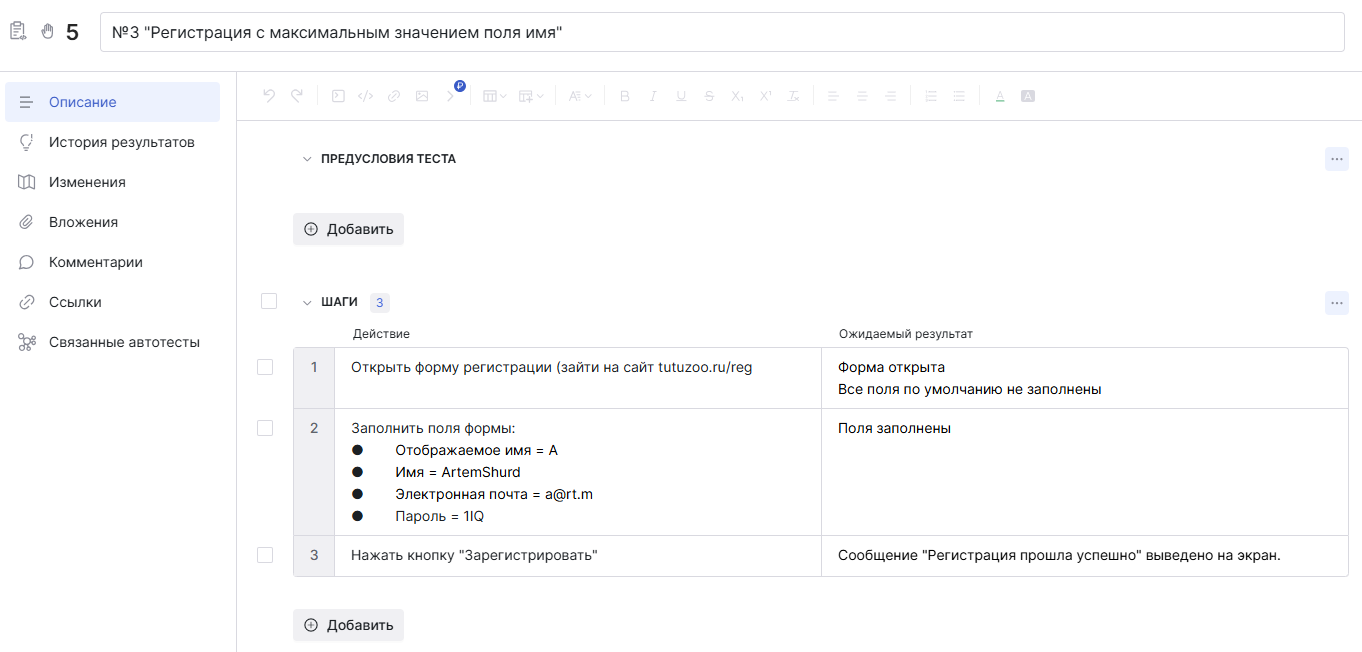 5
№3 "Регистрация с максимальным значением поля имя"
Описание
История результатов
Изменения
Вложения
Комментарии
Ссылки
Связанные автотесты
ПРЕДУСЛОВИЯ ТЕСТА
Добавить
ШАГИ 3
Действие Ожидаемый результат
1 Открыть форму регистрации (зайти на сайт tutuzoo.ru/reg Форма открыта
Все поля по умолчанию не заполнены
2 Заполнить поля формы: Поля заполнены
● Отображаемое имя = A
● Имя = ArtemShurd
● Электронная почта = a@rt.m
● Пароль = 1IQ
3 Нажать кнопку "Зарегистрировать" Сообщение "Регистрация прошла успешно" выведено на экран.
Добавить